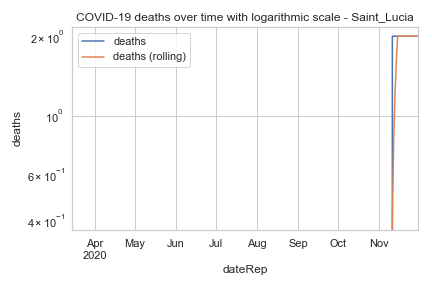 COVID-19 deaths over time with logarithmic scale - Saint_Lucia
deaths
deaths (rolling)
2 × 10⁰
10⁰
6 × 10⁻¹
4 × 10⁻¹
deaths
Apr May Jun Jul Aug Sep Oct Nov
2020
dateRep